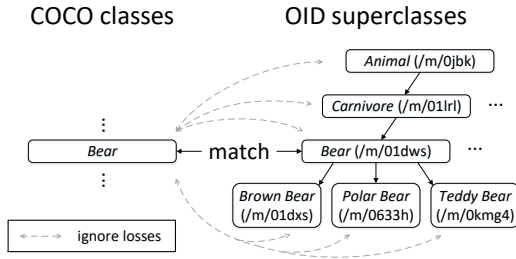 COCO classes
OID superclasses
Animal (/m/0jbk)
Carnivore (/m/01lrl)
...
...
Bear
match
Bear (/m/01dws)
...
...
Brown Bear
(/m/01dxs)
Polar Bear
(/m/0633h)
Teddy Bear
(/m/0kmg4)
ignore losses